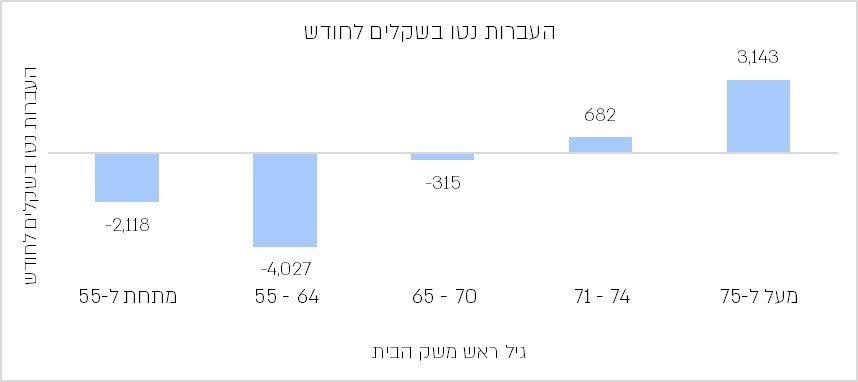 העברות נטו בשקלים לחודש
העברות נטו בשקלים לחודש
3,143
682
-315
-2,118
-4,027
מתחת ל-55
55 - 64
65 - 70
71 - 74
מעל ל-75
גיל ראש משק הבית